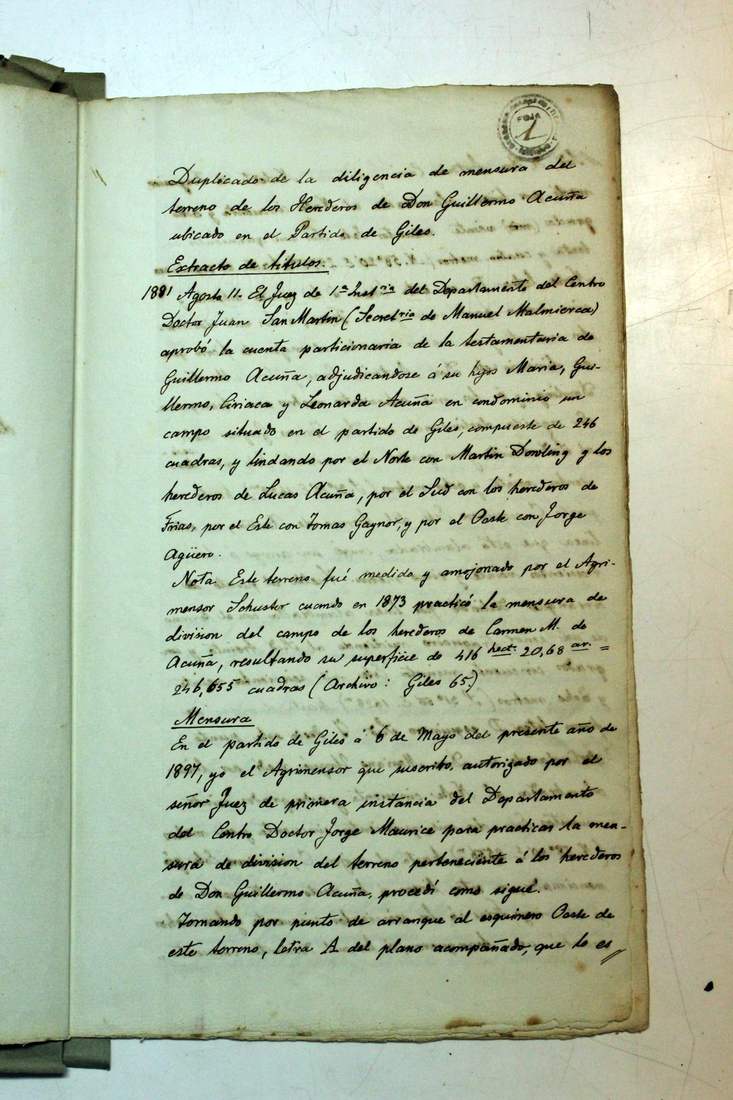 FOJA
1
Duplicado de la diligencia de mensura del
terreno de los Herederos de Don Guillermo Acuña
ubicado en el Partido de Giles.
Extracto de titulos.
1881 Agosto 11. El Juez de 1ª Instria del Departamento del Centro
Doctor Juan San Martin (Secretria de Manuel Malmierca)
aprobó la cuenta particionaria de la testamentaria de
Guillermo Acuña, adjudicandose á su hijos Maria, Gui-
llermo, Ciriaca y Leonarda Acuña en condominio un
campo situado en el partido de Giles, compuesto de 246
cuadras, y lindando por el Norte con Martin Dowling y los
herederos de Lucas Acuña, por el Sud con los herederos de
Frias, por el Este con Tomas Gaynor, y por el Oeste con Jorge
Agüero.
Nota Este terreno fué medido y amojonado por el Agri-
mensor Schuster cuando en 1873 practicó la mensura de
division del campo de los herederos de Carmen M. de
Acuña, resultando su superficie de 416 hect. 20,68 ar. =
246,655 cuadras (Archivo: Giles 65.)
Mensura
En el partido de Giles a 6 de Mayo del presente año de
1897, yo el Agrimensor que suscribo, autorizado por el
señor Juez de primera instancia del Departamento
del Centro Doctor Jorge Maurice para practicar la men-
sura de division del terreno perteneciente á los herederos
de Don Guillermo Acuña, procedí como sigue.
Tomando por punto de arranque al esquinero Oeste de
este terreno, letra A del plano acompañado, que lo es